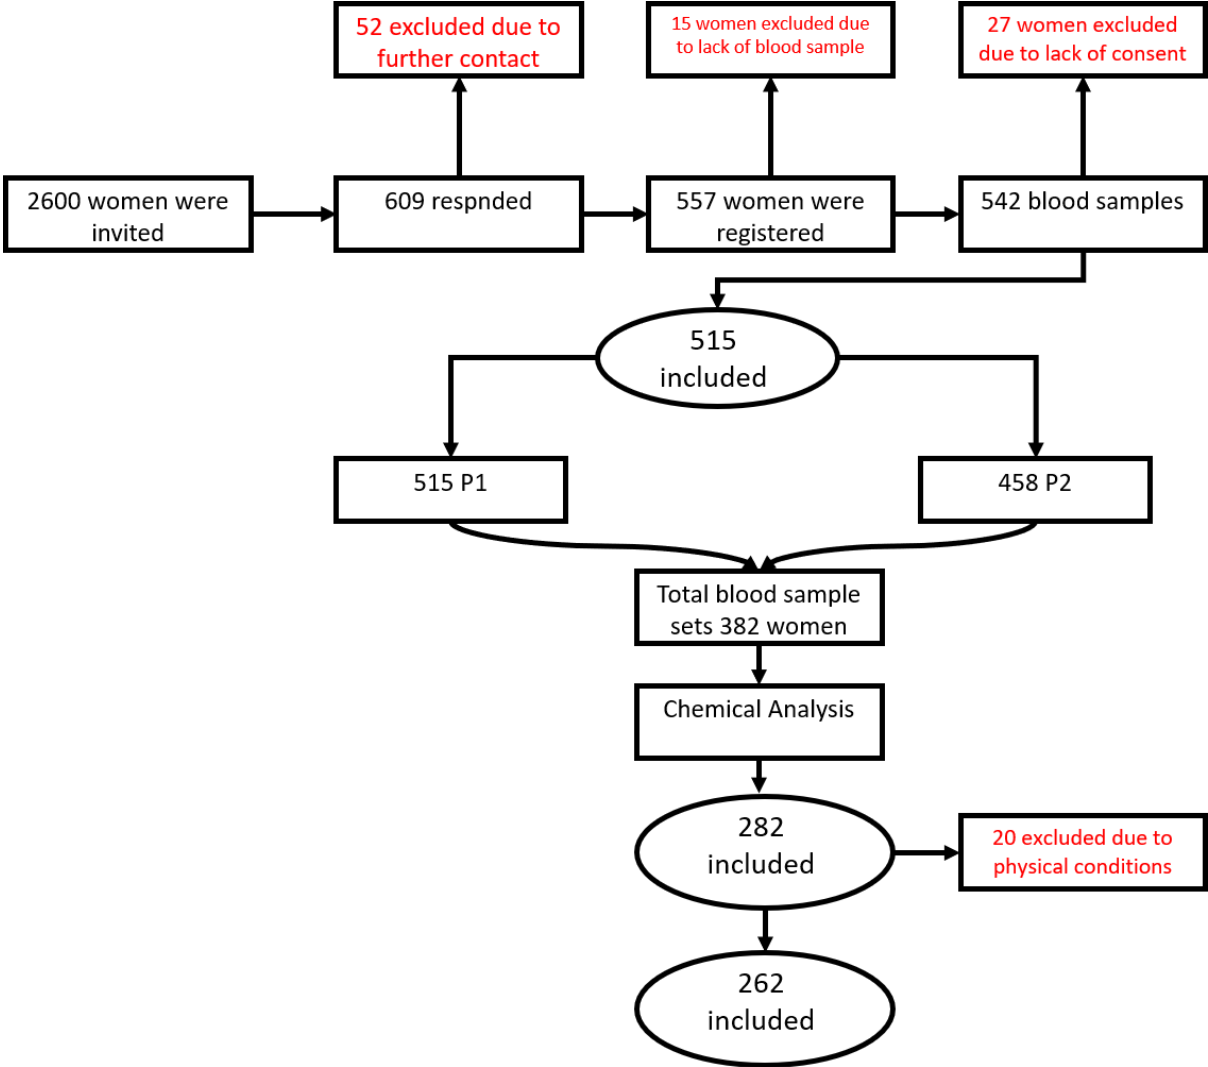 52 excluded due to
further contact
15 women excluded due
to lack of blood sample
27 women excluded
due to lack of consent
2600 women were
invited
609 respnded
557 women were
registered
542 blood samples
515
included
515 P1
458 P2
Total blood sample
sets 382 women
Chemical Analysis
282
included
20 excluded due to
physical conditions
262
included